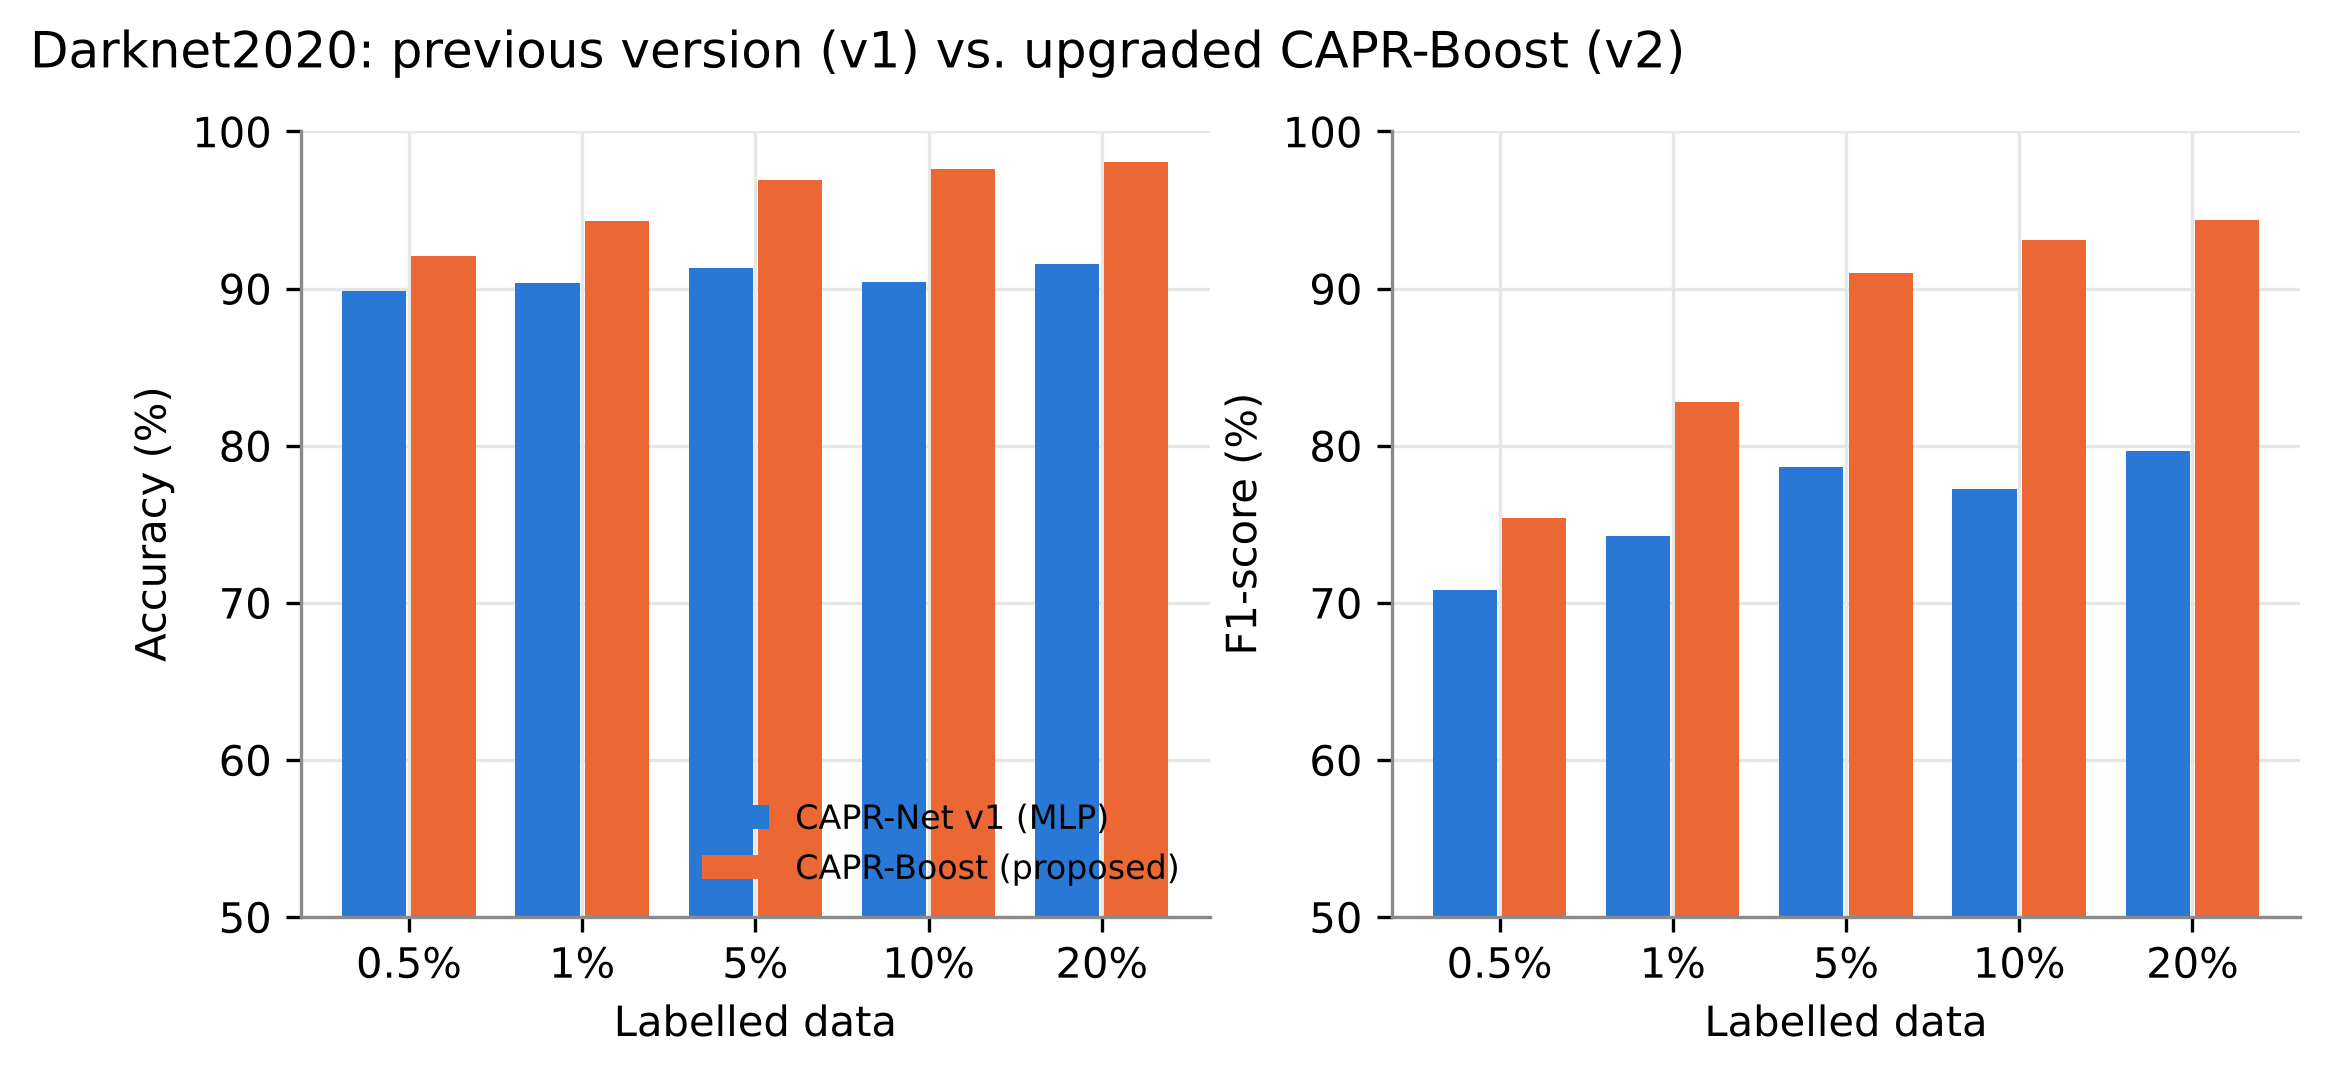 Darknet2020: previous version (v1) vs. upgraded CAPR-Boost (v2)
Accuracy (%)
100
90
80
70
60
50
CAPR-Net v1 (MLP)
CAPR-Boost (proposed)
0.5% 1% 5% 10% 20%
Labelled data
F1-score (%)
100
90
80
70
60
50
0.5% 1% 5% 10% 20%
Labelled data